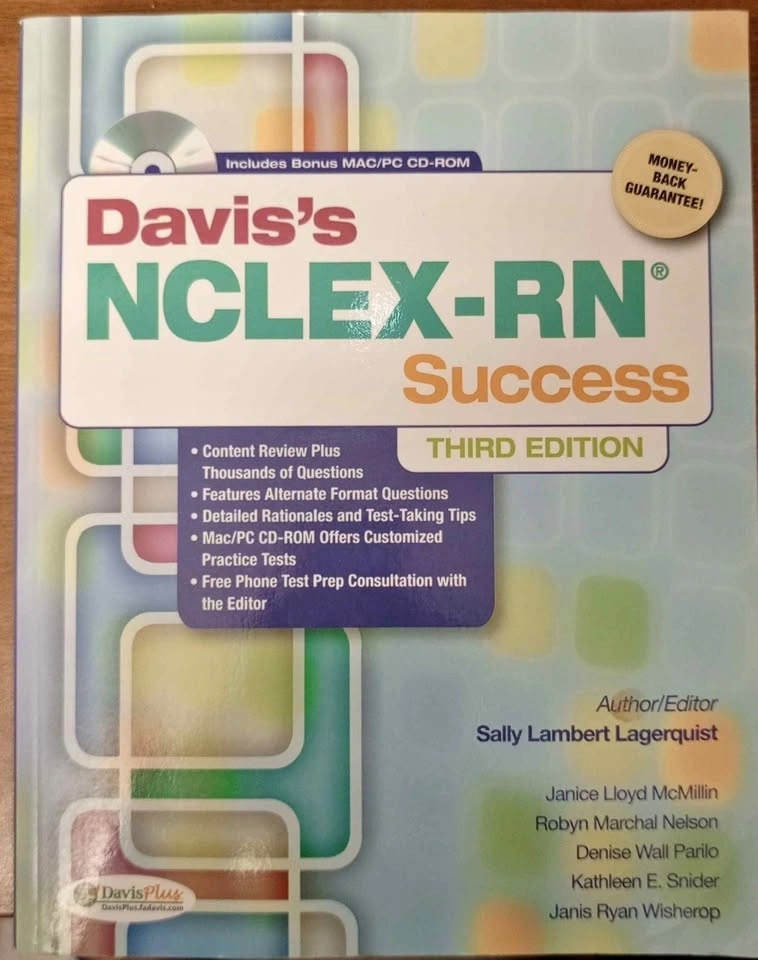 Includes Bonus MAC/PC CD-ROM
MONEY-
BACK
GUARANTEE!
Davis's
NCLEX-RN®
Success
THIRD EDITION
• Content Review Plus
Thousands of Questions
• Features Alternate Format Questions
• Detailed Rationales and Test-Taking Tips
• Mac/PC CD-ROM Offers Customized
Practice Tests
• Free Phone Test Prep Consultation with
the Editor
Author/Editor
Sally Lambert Lagerquist
Janice Lloyd McMillin
Robyn Marchal Nelson
Denise Wall Parilo
Kathleen E. Snider
Janis Ryan Wisherop
DavisPlus
DavisPlus.fadavis.com